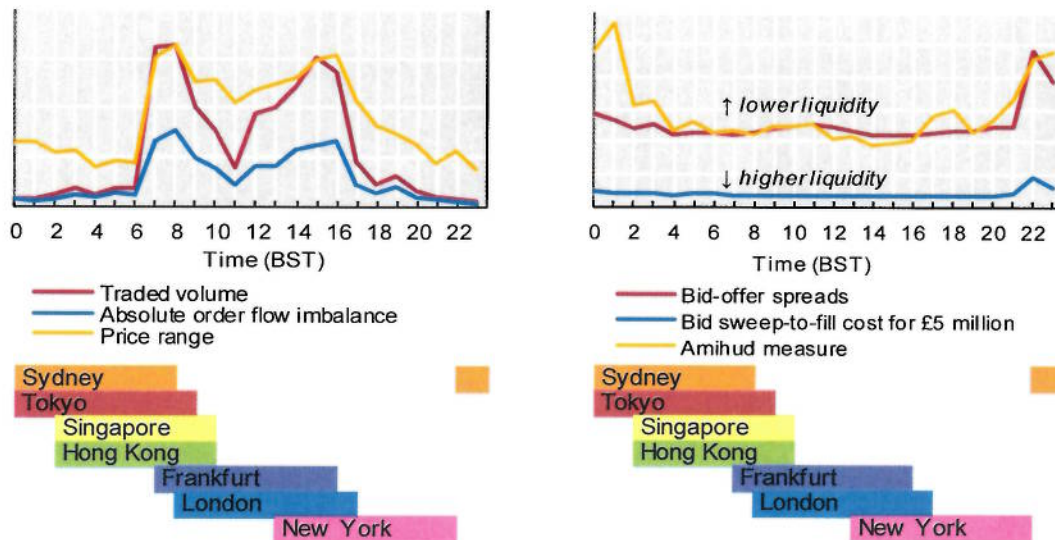 ↑ lower liquidity
↓ higher liquidity
0 2 4 6 8 10 12 14 16 18 20 22
Time (BST)
Traded volume
Absolute order flow imbalance
Price range
0 2 4 6 8 10 12 14 16 18 20 22
Time (BST)
Bid-offer spreads
Bid sweep-to-fill cost for £5 million
Amihud measure
Sydney
Tokyo
Singapore
Hong Kong
Frankfurt
London
New York
Sydney
Tokyo
Singapore
Hong Kong
Frankfurt
London
New York